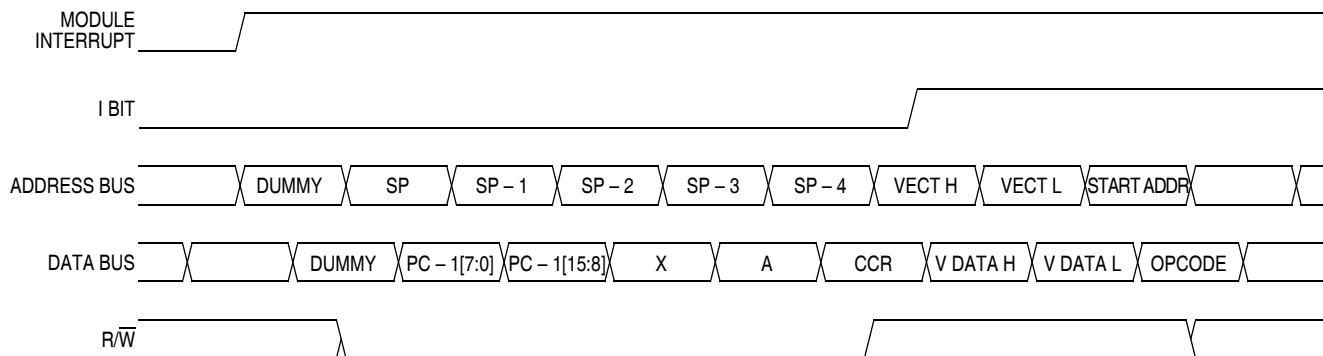 MODULE
INTERRUPT
I BIT
ADDRESS BUS DUMMY SP SP – 1 SP – 2 SP – 3 SP – 4 VECT H VECT L START ADDR
DATA BUS DUMMY PC – 1[7:0] PC – 1[15:8] X A CCR V DATA H V DATA L OPCODE
R/W̅